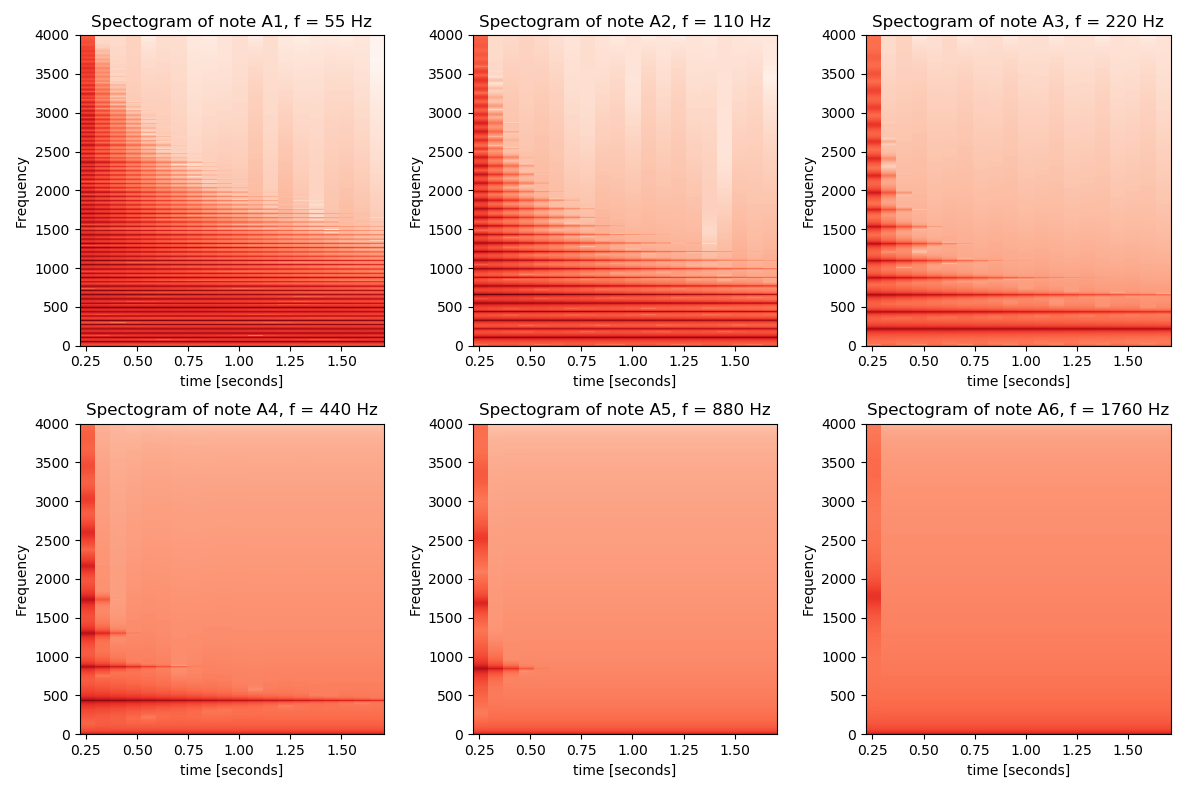 Spectogram of note A1, f = 55 Hz
4000
3500
3000
2500
2000
1500
1000
500
0
Frequency
0.25 0.50 0.75 1.00 1.25 1.50
time [seconds]
Spectogram of note A2, f = 110 Hz
4000
3500
3000
2500
2000
1500
1000
500
0
Frequency
0.25 0.50 0.75 1.00 1.25 1.50
time [seconds]
Spectogram of note A3, f = 220 Hz
4000
3500
3000
2500
2000
1500
1000
500
0
Frequency
0.25 0.50 0.75 1.00 1.25 1.50
time [seconds]
Spectogram of note A4, f = 440 Hz
4000
3500
3000
2500
2000
1500
1000
500
0
Frequency
0.25 0.50 0.75 1.00 1.25 1.50
time [seconds]
Spectogram of note A5, f = 880 Hz
4000
3500
3000
2500
2000
1500
1000
500
0
Frequency
0.25 0.50 0.75 1.00 1.25 1.50
time [seconds]
Spectogram of note A6, f = 1760 Hz
4000
3500
3000
2500
2000
1500
1000
500
0
Frequency
0.25 0.50 0.75 1.00 1.25 1.50
time [seconds]